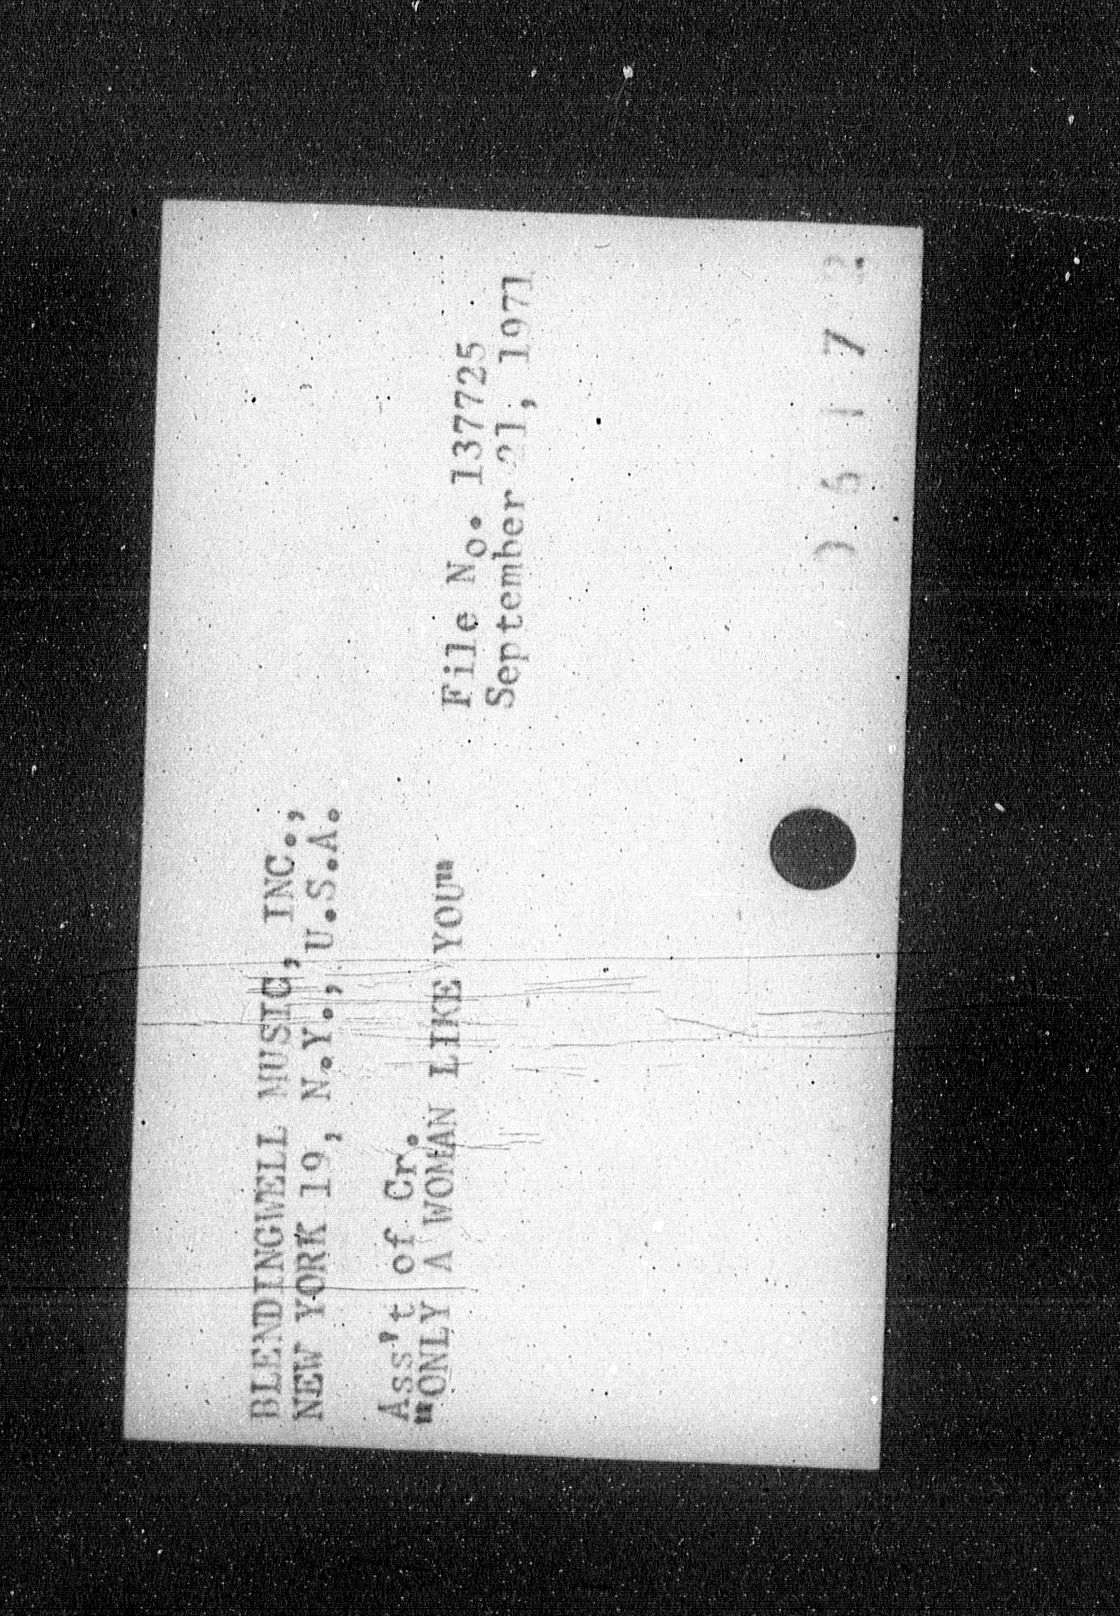 BLENDINGWELL MUSIC, INC.,
NEW YORK 19, N.Y., U.S.A.
Ass't of Cr.
"ONLY A WOMAN LIKE YOU"
File No. 137725
September 21, 1971